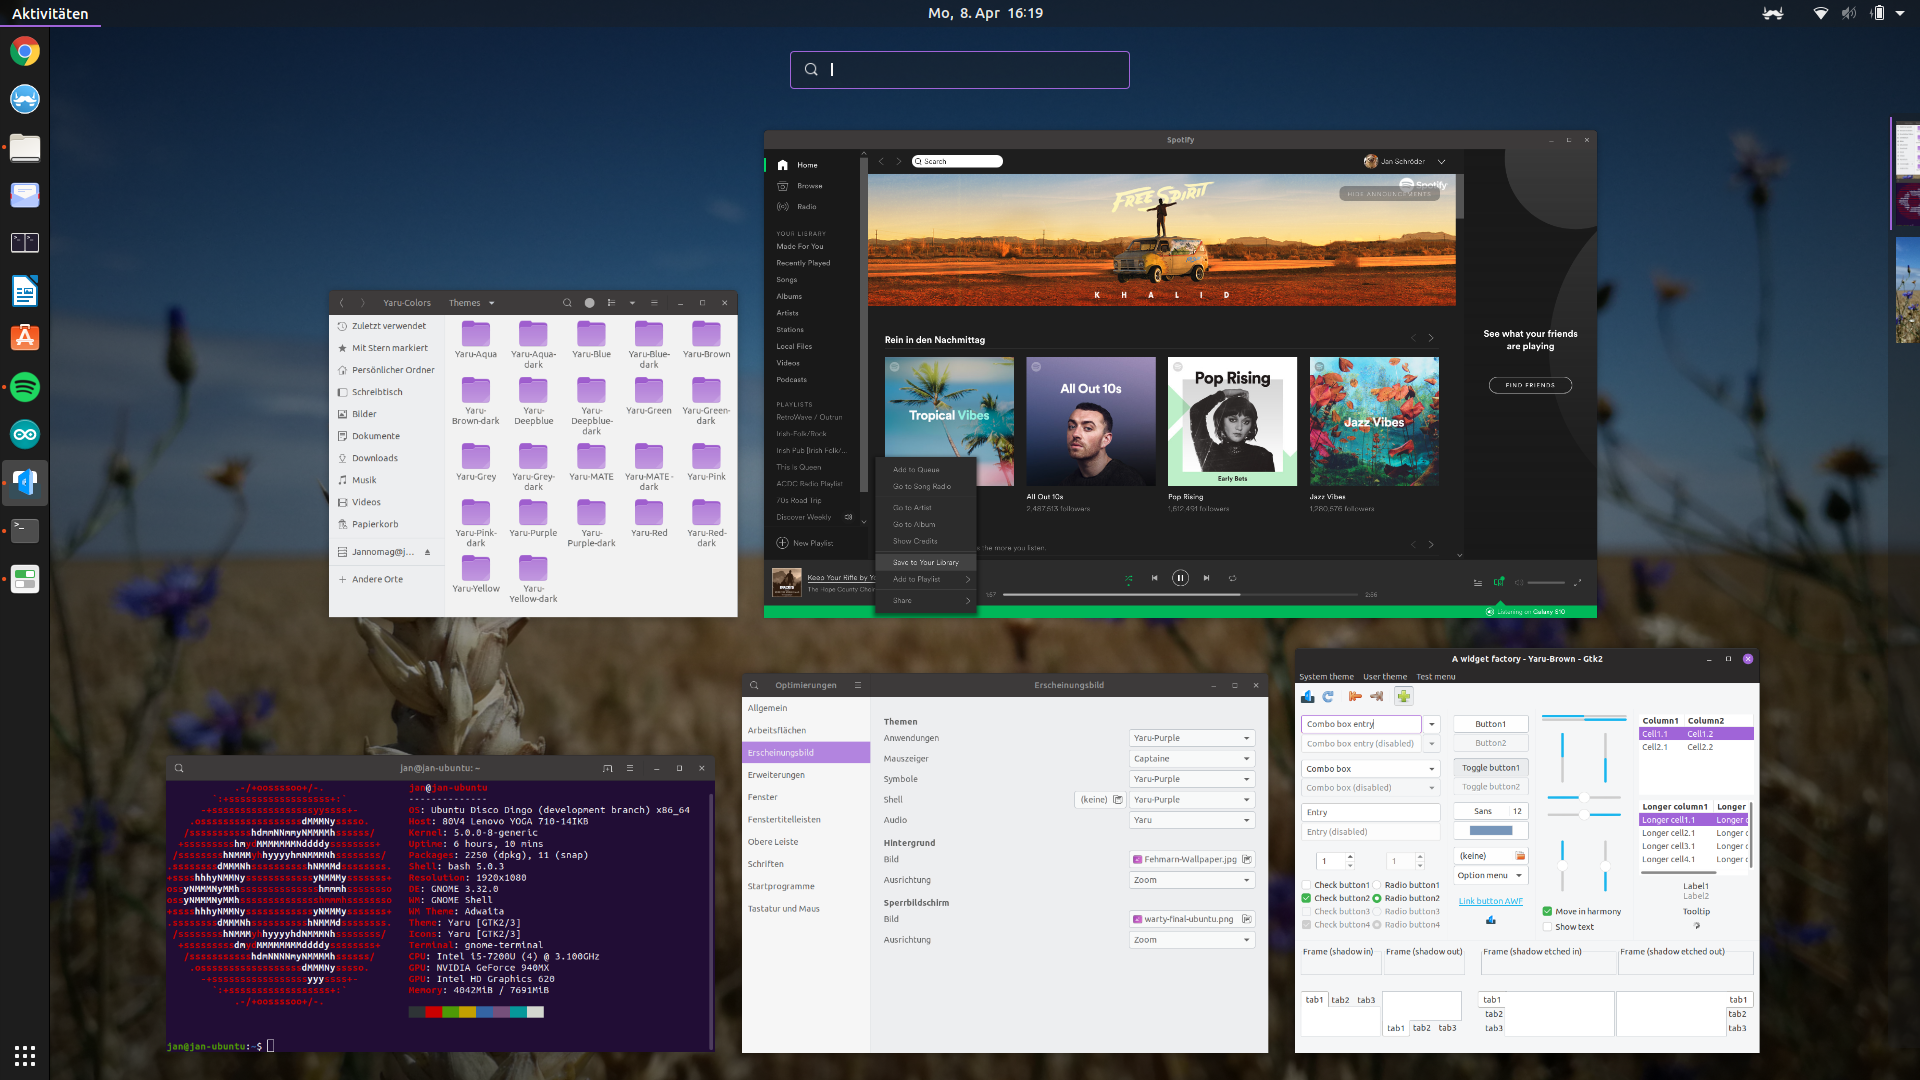 Aktivitäten
Mo, 8. Apr 16:19
Spotify
Home
Browse
Radio
YOUR LIBRARY
Made For You
Recently Played
Songs
Albums
Artists
Stations
Local Files
Videos
Podcasts
PLAYLISTS
RetroWave / Outrun
Irish-Folk/Rock
Irish Pub [Irish Folk/...
This is Queen
ACDC Radio Playlist
70s Road Trip
Discover Weekly
New Playlist
Search
Jan Schröder
FREE SPIRIT
Spotify
HIDE ANNOUNCEMENTS
KHALID
Rein in den Nachmittag
Tropical Vibes
All Out 10s
Pop Rising
Early Bets
Jazz Vibes
All Out 10s
2,487,613 followers
Pop Rising
1,612,491 followers
Jazz Vibes
1,280,576 followers
s the more you listen.
See what your friends
are playing
FIND FRIENDS
Add to Queue
Go to Song Radio
Go to Artist
Go to Album
Show Credits
Save to Your Library
Add to Playlist
Share
Keep Your Rifle by Y
The Hope County Choi
1:57
2:56
Listening on Galaxy S10
Yaru-Colors
Themes
Zuletzt verwendet
Mit Stern markiert
Persönlicher Ordner
Schreibtisch
Bilder
Dokumente
Downloads
Musik
Videos
Papierkorb
Jannomag@j...
Andere Orte
Yaru-Aqua
Yaru-Aqua-dark
Yaru-Blue
Yaru-Blue-dark
Yaru-Brown
Yaru-Brown-dark
Yaru-Deepblue
Yaru-Deepblue-dark
Yaru-Green
Yaru-Green-dark
Yaru-Grey
Yaru-Grey-dark
Yaru-MATE
Yaru-MATE-dark
Yaru-Pink
Yaru-Pink-dark
Yaru-Purple
Yaru-Purple-dark
Yaru-Red
Yaru-Red-dark
Yaru-Yellow
Yaru-Yellow-dark
jan@jan-ubuntu: ~
jan@jan-ubuntu
---------------
OS: Ubuntu Disco Dingo (development branch) x86_64
Host: 80V4 Lenovo YOGA 710-14IKB
Kernel: 5.0.0-8-generic
Uptime: 6 hours, 10 mins
Packages: 2250 (dpkg), 11 (snap)
Shell: bash 5.0.3
Resolution: 1920x1080
DE: GNOME 3.32.0
WM: GNOME Shell
WM Theme: Adwaita
Theme: Yaru [GTK2/3]
Icons: Yaru [GTK2/3]
Terminal: gnome-terminal
CPU: Intel i5-7200U (4) @ 3.100GHz
GPU: NVIDIA GeForce 940MX
GPU: Intel HD Graphics 620
Memory: 4042MiB / 7691MiB
jan@jan-ubuntu:~$
Optimierungen
Erscheinungsbild
Allgemein
Arbeitsflächen
Erscheinungsbild
Erweiterungen
Fenster
Fenstertitelleisten
Obere Leiste
Schriften
Startprogramme
Tastatur und Maus
Themen
Anwendungen
Yaru-Purple
Mauszeiger
Captaine
Symbole
Yaru-Purple
Shell
(keine)
Yaru-Purple
Audio
Yaru
Hintergrund
Bild
Fehmarn-Wallpaper.jpg
Ausrichtung
Zoom
Sperrbildschirm
Bild
warty-final-ubuntu.png
Ausrichtung
Zoom
A widget factory - Yaru-Brown - Gtk2
System theme User theme Test menu
Combo box entry
Combo box entry (disabled)
Combo box
Combo box (disabled)
Entry
Entry (disabled)
1
1
Check button1
Radio button1
Check button2
Radio button2
Check button3
Radio button3
Check button4
Radio button4
Button1
Button2
Toggle button1
Toggle button2
Sans 12
(keine)
Option menu
Link button AWF
Move in harmony
Show text
Column1 Column2
Cell1.1 Cell1.2
Cell2.1 Cell2.2
Longer column1 Longer
Longer cell1.1 Longer c
Longer cell2.1 Longer c
Longer cell3.1 Longer c
Longer cell4.1 Longer c
Label1
Label2
Tooltip
Frame (shadow in)
Frame (shadow out)
Frame (shadow etched in)
Frame (shadow etched out)
tab1 tab2 tab3
tab1 tab2 tab3
tab1
tab2
tab3
tab1
tab2
tab3